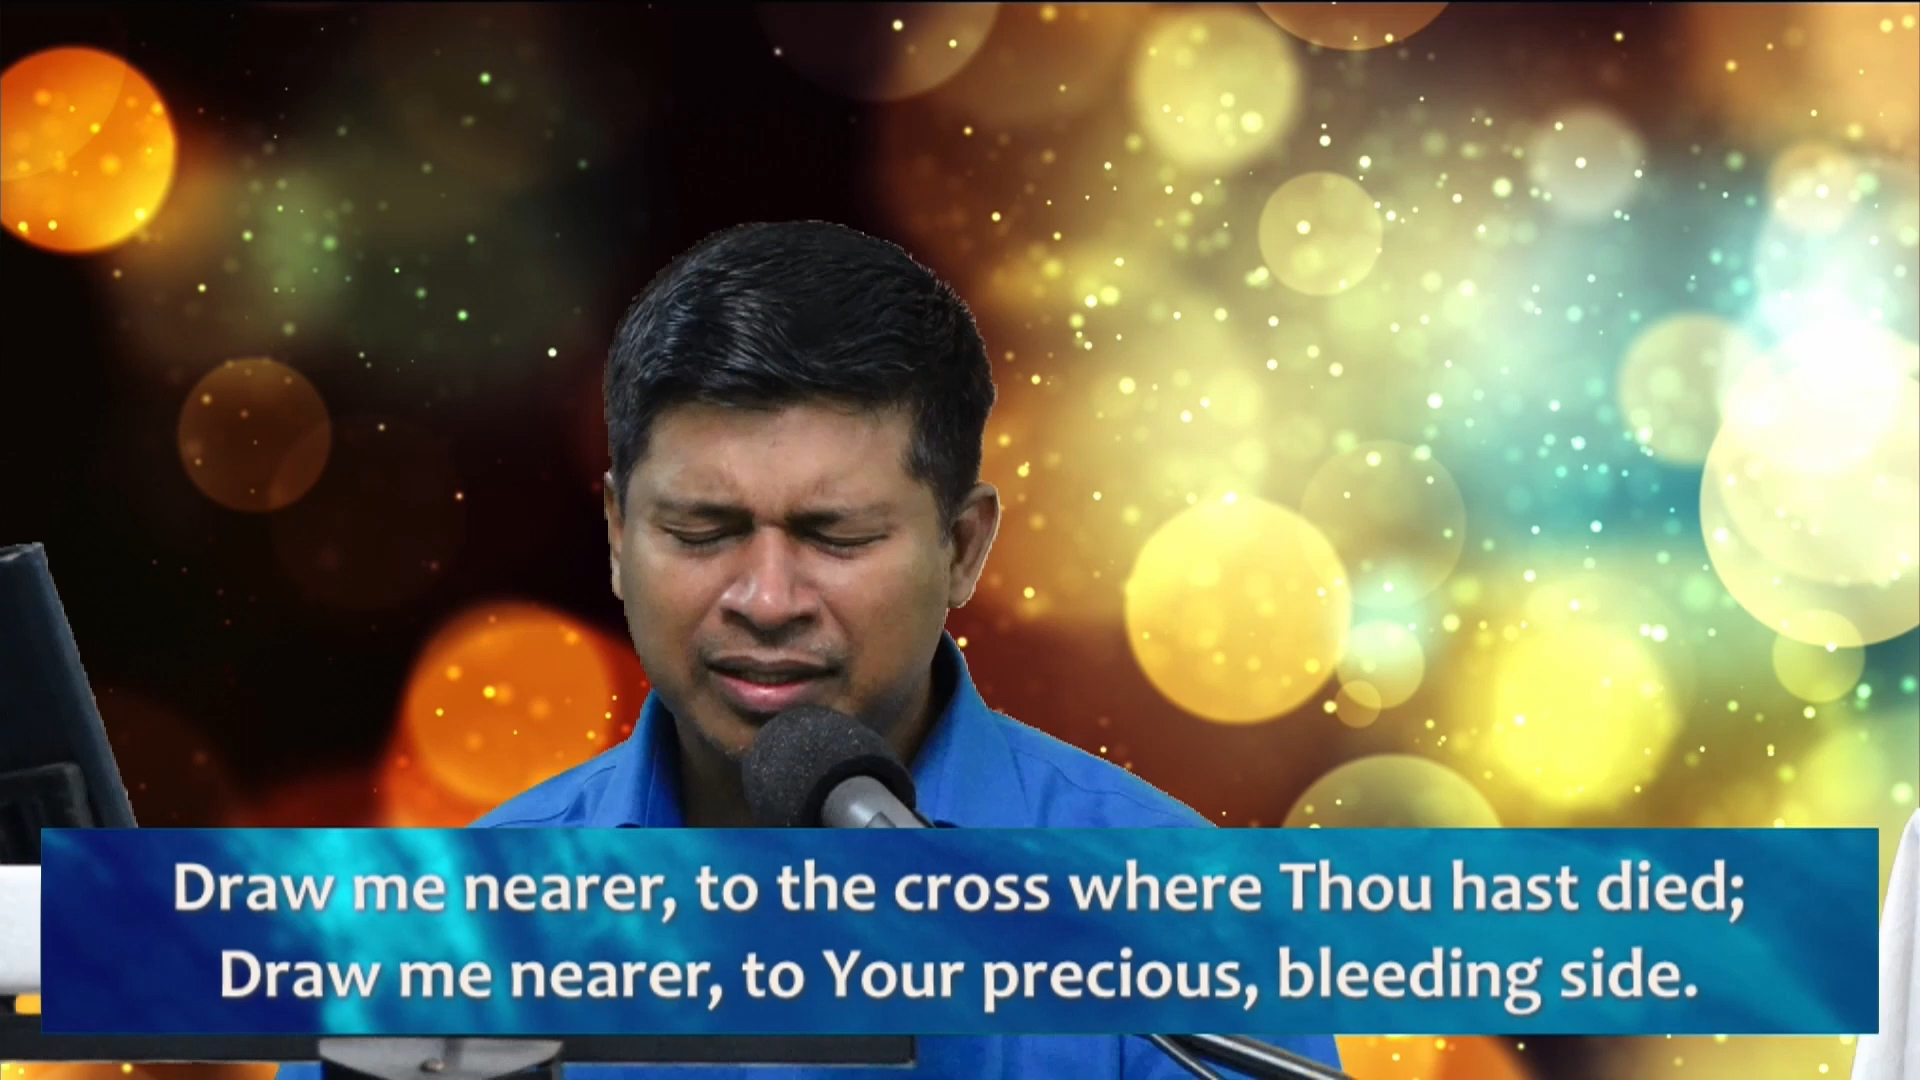 Draw me nearer, to the cross where Thou hast died;
Draw me nearer, to Your precious, bleeding side.